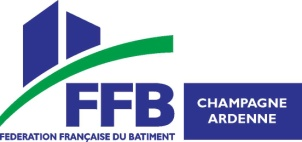 FFB
FEDERATION FRANÇAISE DU BATIMENT
CHAMPAGNE
ARDENNE